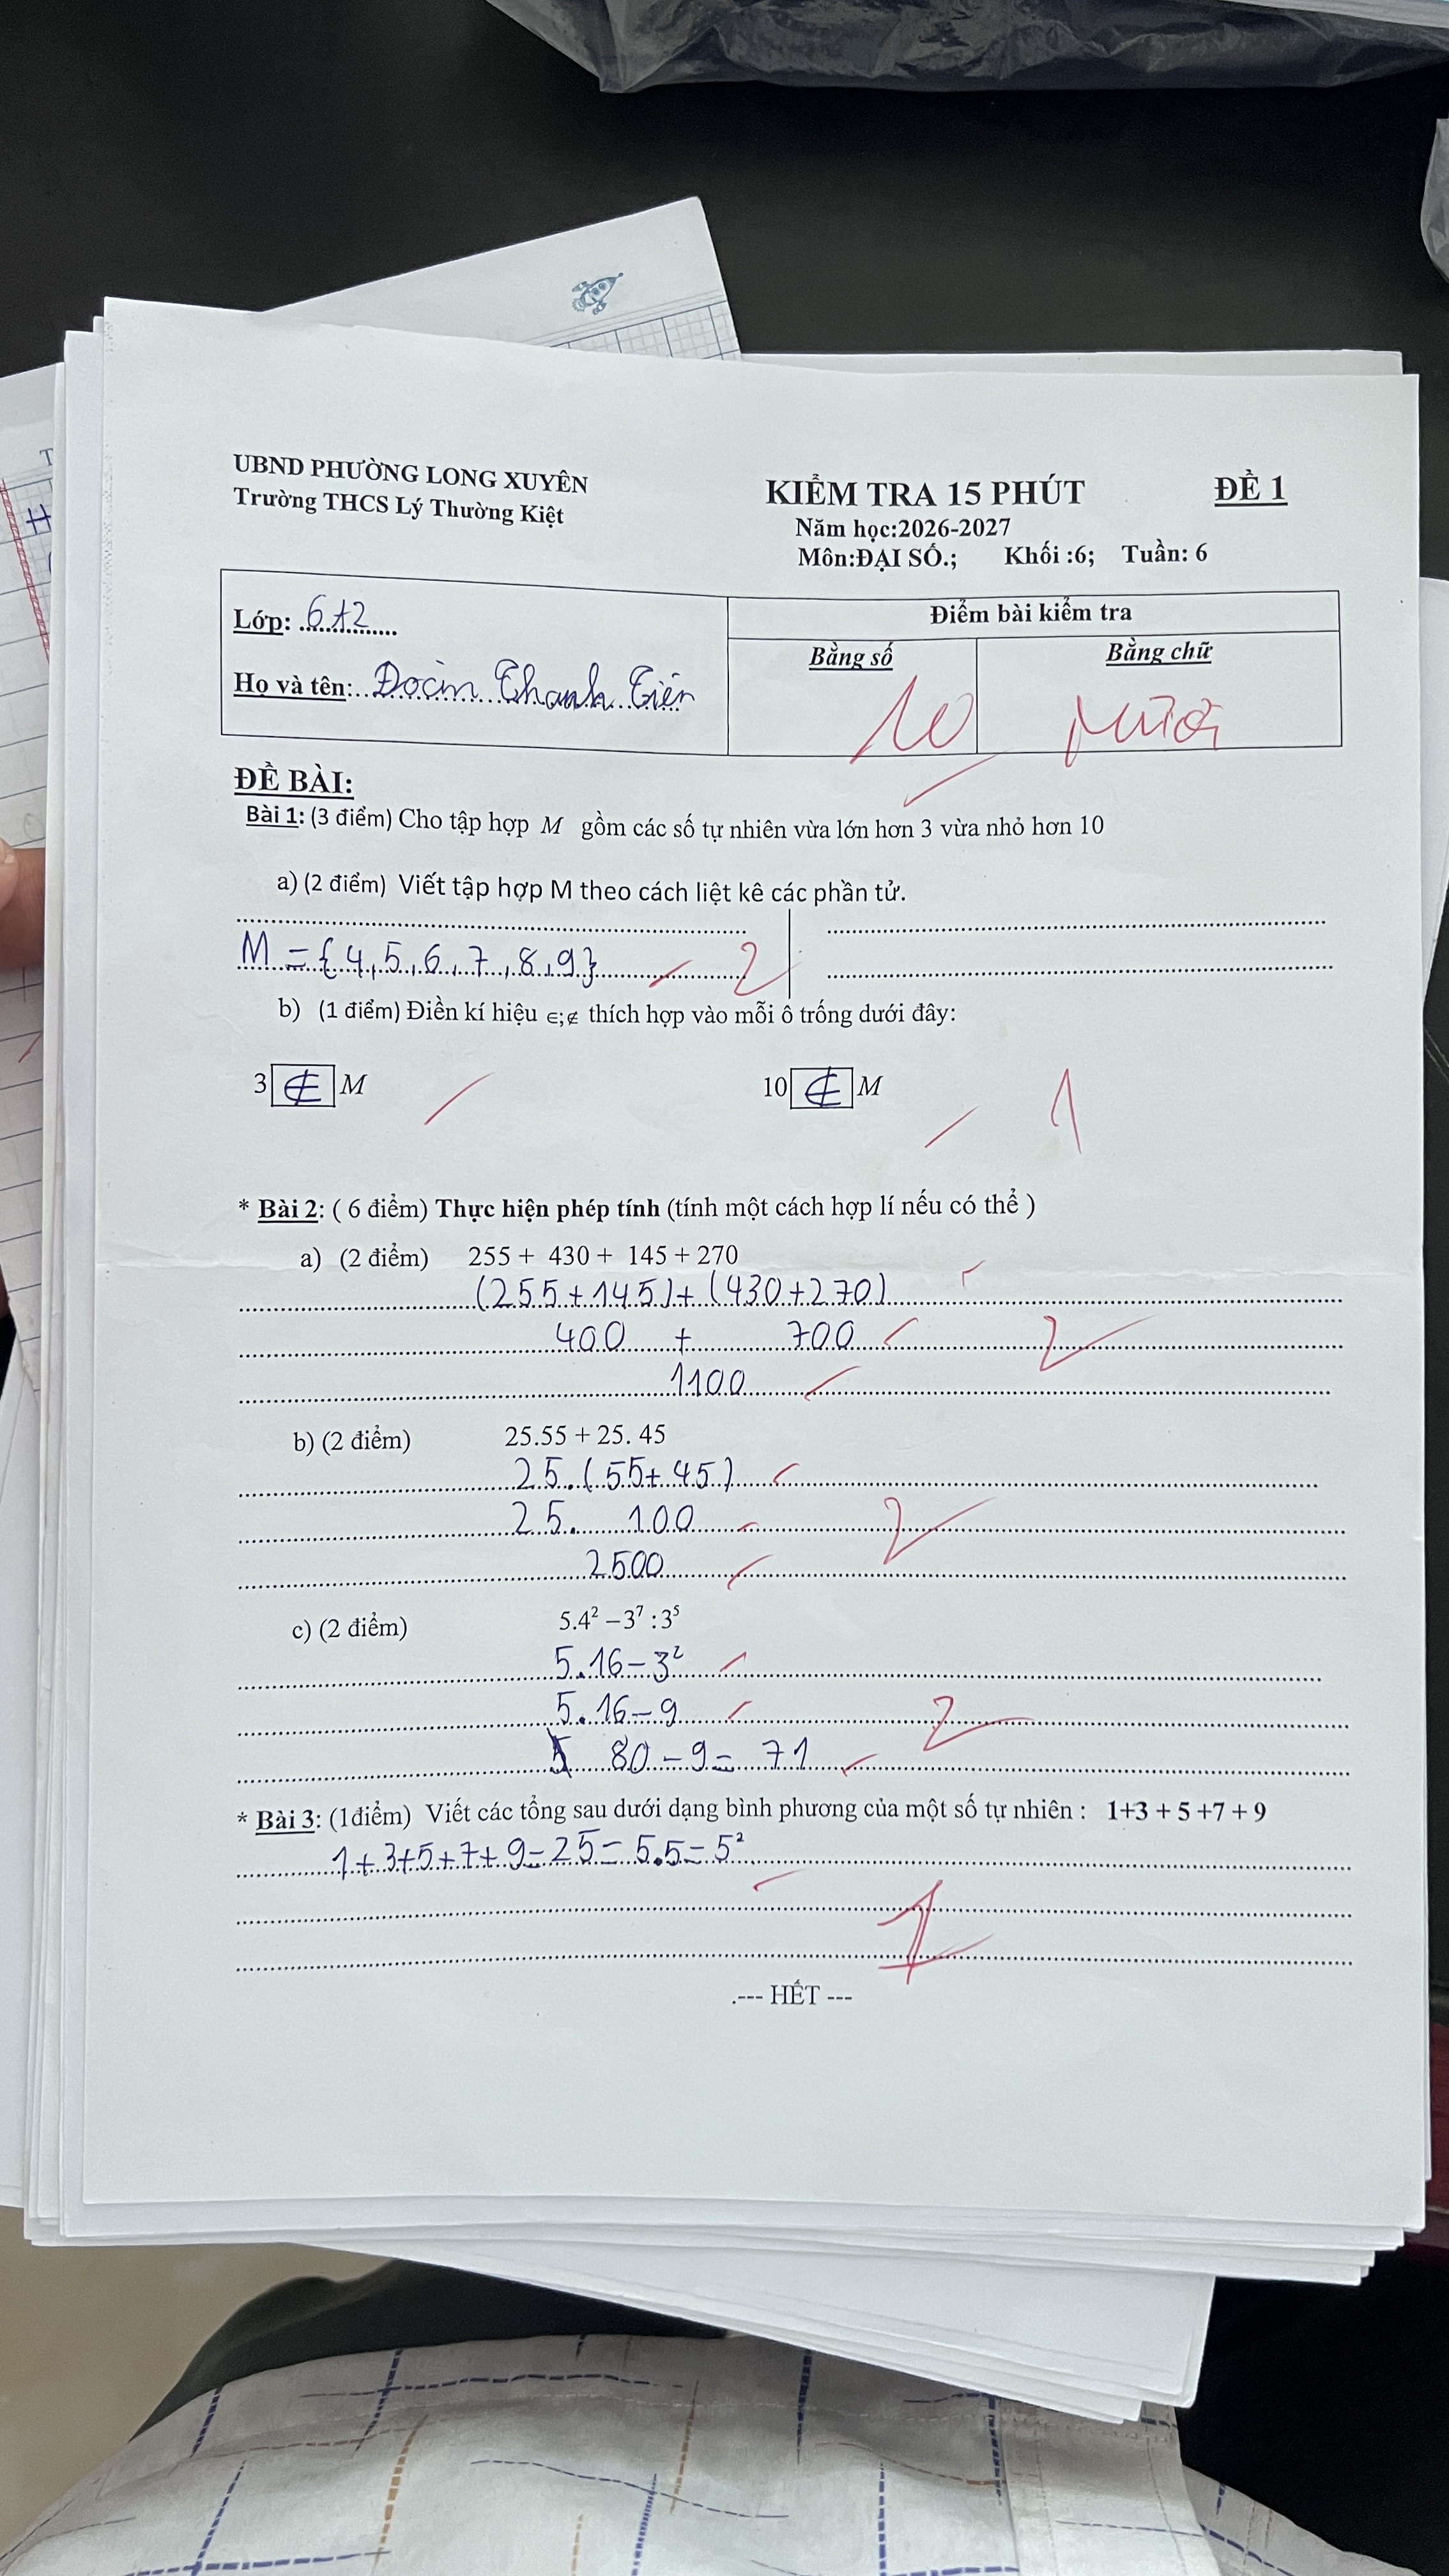 UBND PHƯỜNG LONG XUYÊN
Trường THCS Lý Thường Kiệt
KIỂM TRA 15 PHÚT
ĐỀ 1
Năm học:2026-2027
Môn:ĐẠI SỐ.; Khối :6; Tuần: 6
Lớp: 6A2
Họ và tên: Đoàn Thanh Tiến
Điểm bài kiểm tra
Bằng số
Bằng chữ
10
Mười
ĐỀ BÀI:
Bài 1: (3 điểm) Cho tập hợp M gồm các số tự nhiên vừa lớn hơn 3 vừa nhỏ hơn 10
a) (2 điểm) Viết tập hợp M theo cách liệt kê các phần tử.
M = {4,5,6,7,8,9} 2
b) (1 điểm) Điền kí hiệu ∈;∉ thích hợp vào mỗi ô trống dưới đây:
3 ∉ M 10 ∉ M 1
* Bài 2: ( 6 điểm) Thực hiện phép tính (tính một cách hợp lí nếu có thể )
a) (2 điểm) 255 + 430 + 145 + 270
(255+145)+(430+270)
400 + 700 2
1100
b) (2 điểm) 25.55 + 25. 45
25.(55+45)
25. 100 2
2500
c) (2 điểm) 5.4² – 3⁷ : 3⁵
5.16 – 3²
5.16 – 9 2
80 – 9 = 71
* Bài 3: (1điểm) Viết các tổng sau dưới dạng bình phương của một số tự nhiên : 1+3 + 5 +7 + 9
1+3+5+7+9=25=5.5=5²
1
.--- HẾT ---